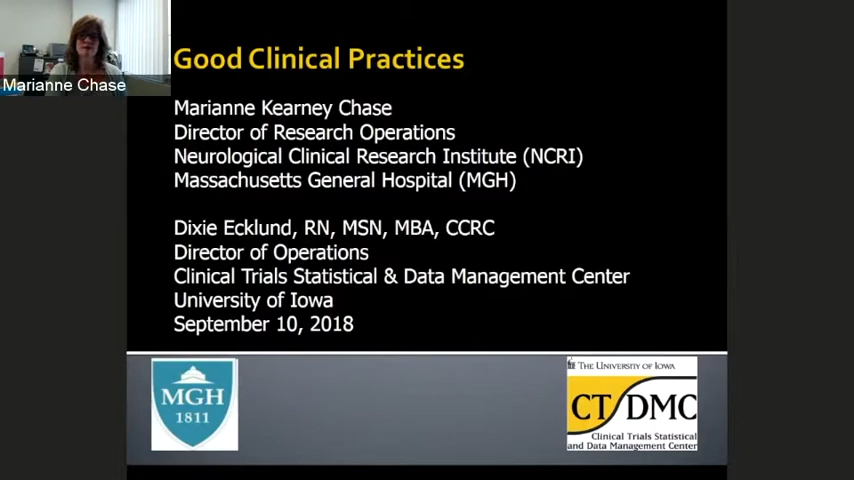 Marianne Chase
Good Clinical Practices
Marianne Kearney Chase
Director of Research Operations
Neurological Clinical Research Institute (NCRI)
Massachusetts General Hospital (MGH)
Dixie Ecklund, RN, MSN, MBA, CCRC
Director of Operations
Clinical Trials Statistical & Data Management Center
University of Iowa
September 10, 2018
MGH
1811
THE UNIVERSITY OF IOWA
CT/DMC
Clinical Trials Statistical
and Data Management Center